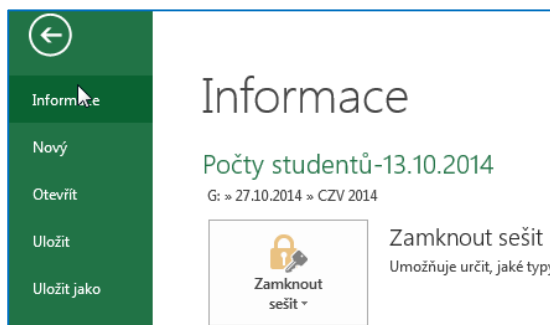 Informace
Nový
Otevřít
Uložit
Uložit jako
Informace
Počty studentů-13.10.2014
G: » 27.10.2014 » CZV 2014
Zamknout
sešit
Zamknout sešit
Umožňuje určit, jaké typy